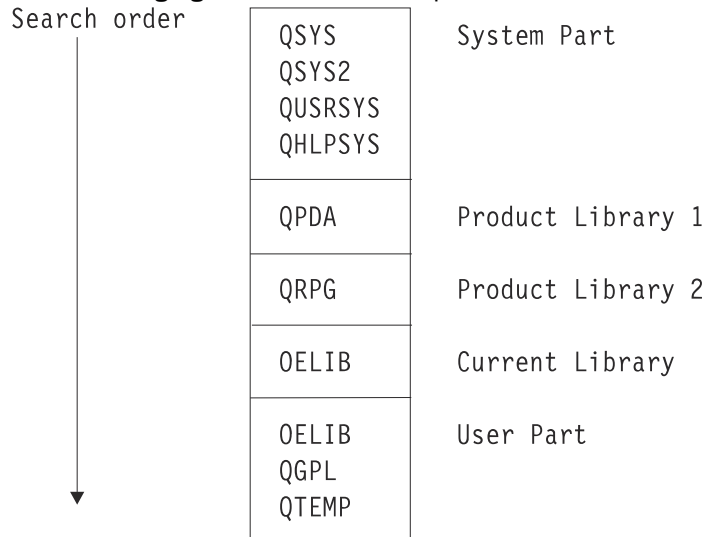 Search order
QSYS System Part
QSYS2
QUSRSYS
QHLPSYS
QPDA Product Library 1
QRPG Product Library 2
OELIB Current Library
OELIB User Part
QGPL
QTEMP